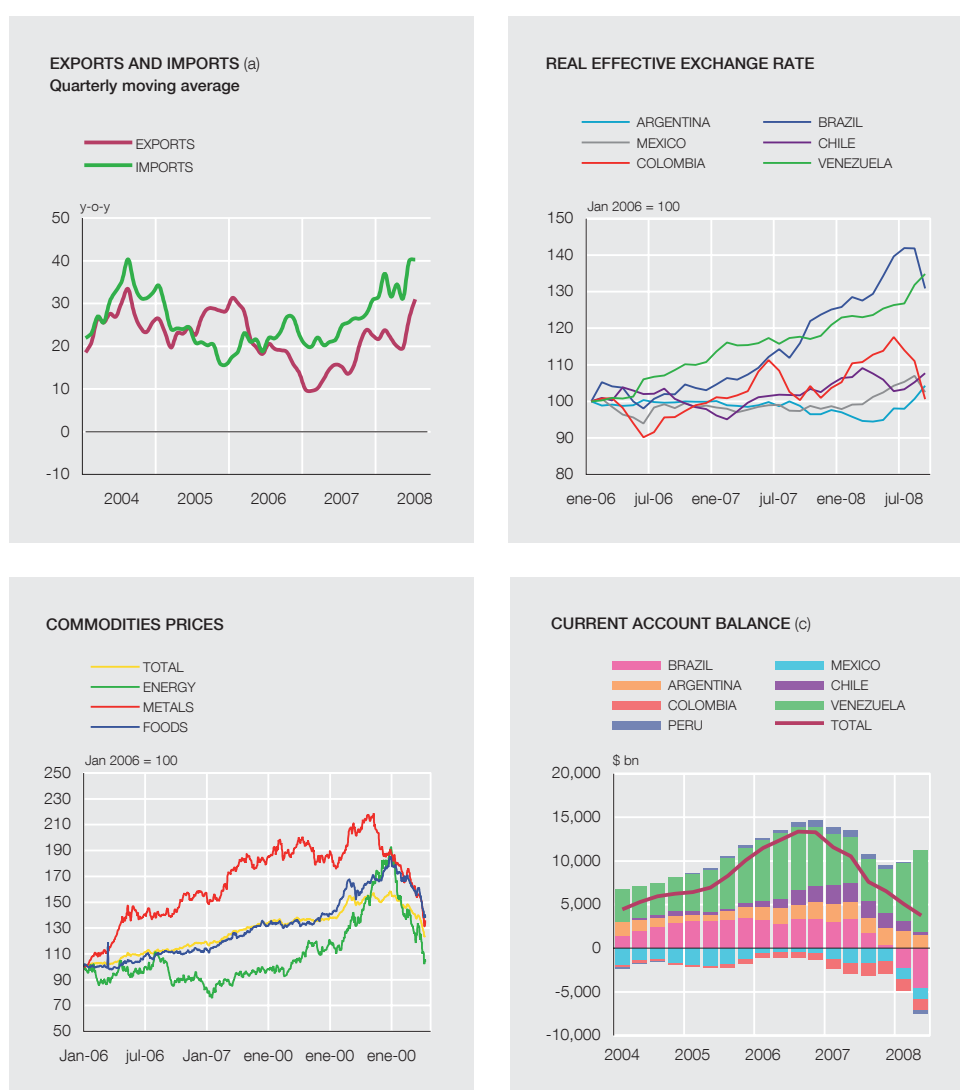 EXPORTS AND IMPORTS (a)
Quarterly moving average
EXPORTS
IMPORTS
y-o-y
50
40
30
20
10
0
-10
2004 2005 2006 2007 2008
REAL EFFECTIVE EXCHANGE RATE
ARGENTINA BRAZIL
MEXICO CHILE
COLOMBIA VENEZUELA
Jan 2006 = 100
150
140
130
120
110
100
90
80
ene-06 jul-06 ene-07 jul-07 ene-08 jul-08
COMMODITIES PRICES
TOTAL
ENERGY
METALS
FOODS
Jan 2006 = 100
250
230
210
190
170
150
130
110
90
70
50
Jan-06 jul-06 Jan-07 ene-00 ene-00 ene-00
CURRENT ACCOUNT BALANCE (c)
BRAZIL MEXICO
ARGENTINA CHILE
COLOMBIA VENEZUELA
PERU TOTAL
$ bn
20,000
15,000
10,000
5,000
0
-5,000
-10,000
2004 2005 2006 2007 2008